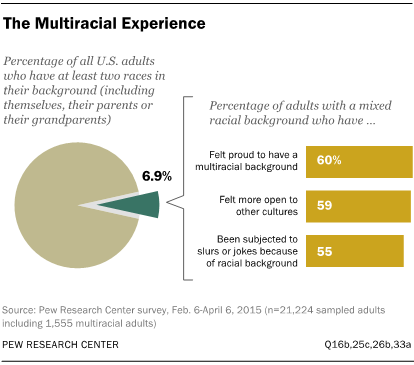 The Multiracial Experience
Percentage of all U.S. adults
who have at least two races in
their background (including
themselves, their parents or
their grandparents)
6.9%
Percentage of adults with a mixed
racial background who have ...
Felt proud to have a
multiracial background
60%
Felt more open to
other cultures
59
Been subjected to
slurs or jokes because
of racial background
55
Source: Pew Research Center survey, Feb. 6-April 6, 2015 (n=21,224 sampled adults
including 1,555 multiracial adults)
PEW RESEARCH CENTER
Q16b,25c,26b,33a